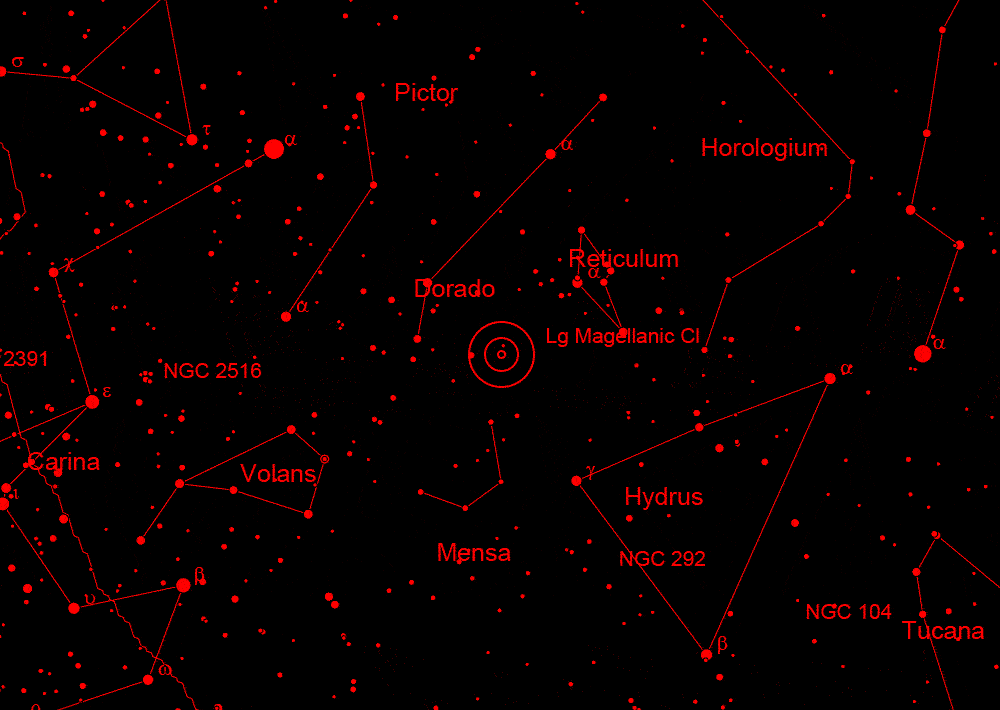 σ
Pictor
τ
α
α
Horologium
χ
Reticulum
α
Dorado
α
Lg Magellanic Cl
α
2391
NGC 2516
α
ε
Carina
Volans
γ
ι
Hydrus
Mensa
NGC 292
β
υ
NGC 104
Tucana
β
ω